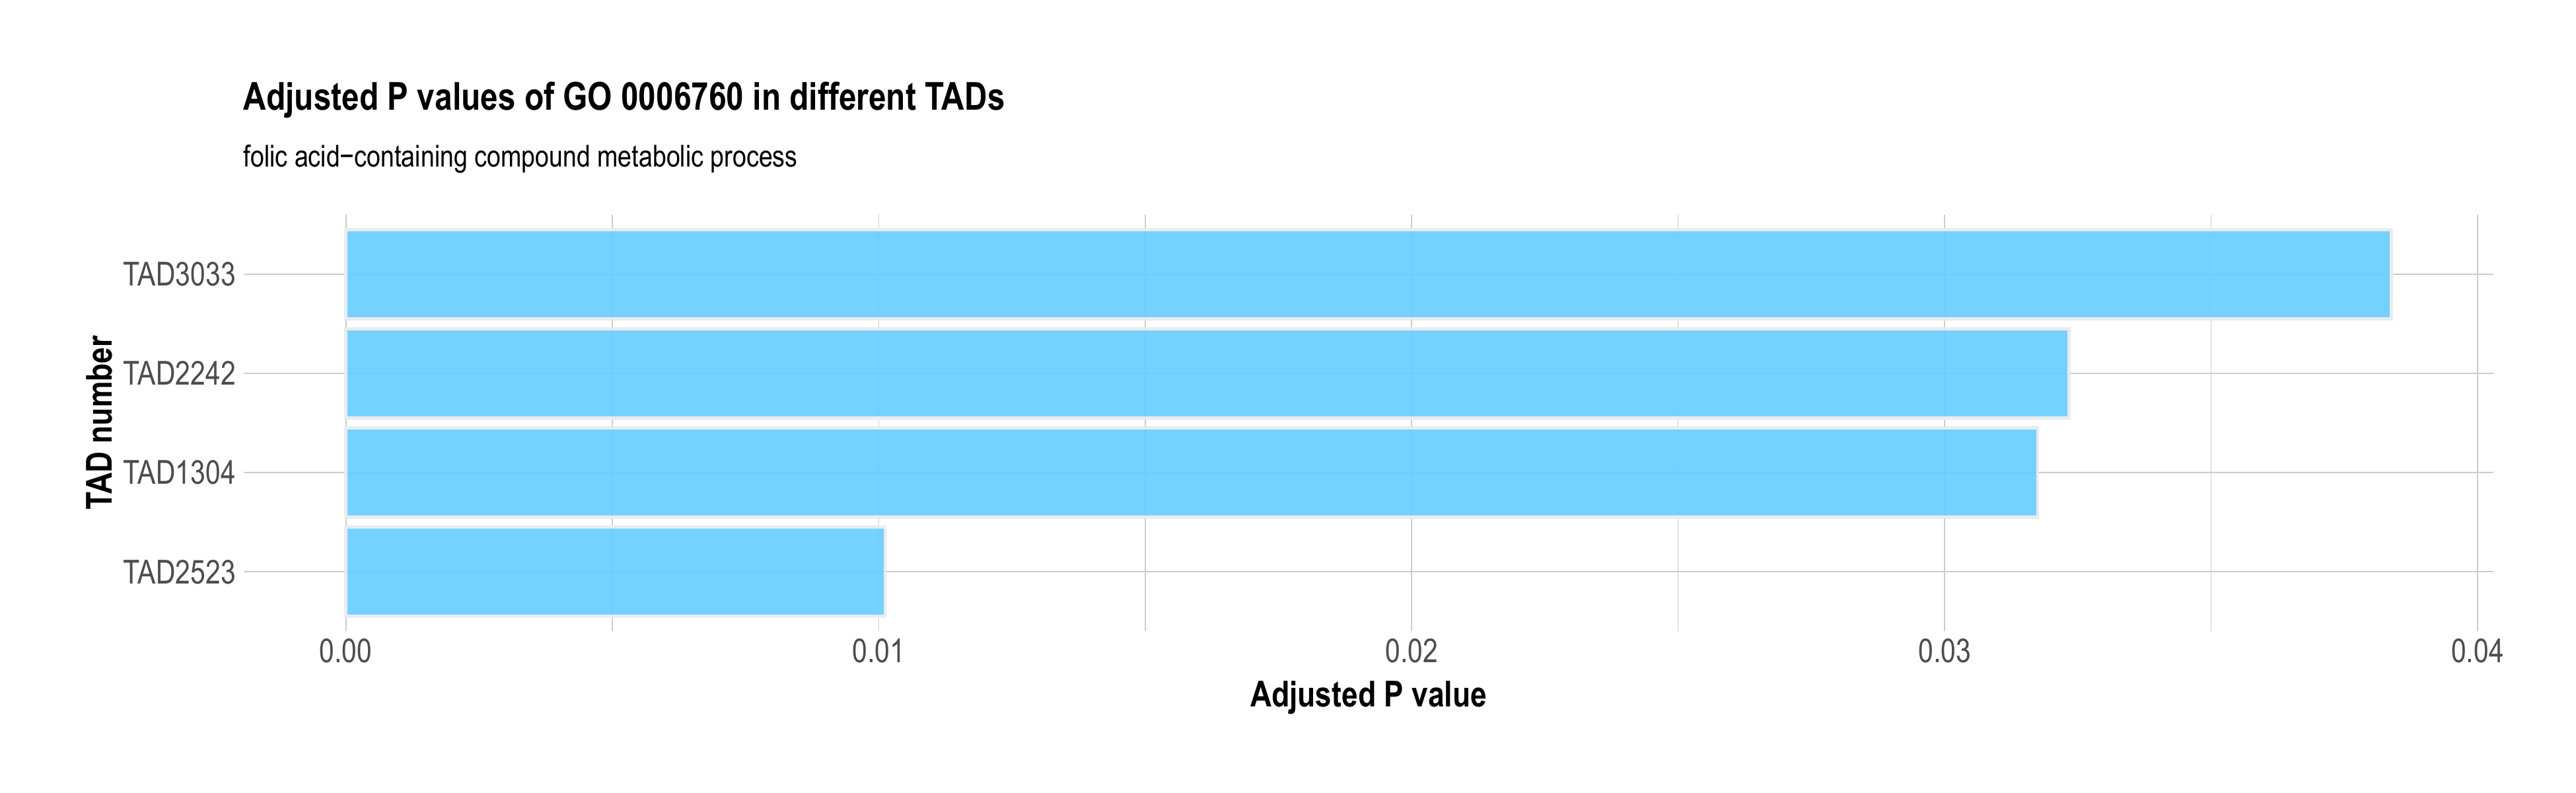 Adjusted P values of GO 0006760 in different TADs
folic acid−containing compound metabolic process
TAD number
TAD3033
TAD2242
TAD1304
TAD2523
0.00 0.01 0.02 0.03 0.04
Adjusted P value